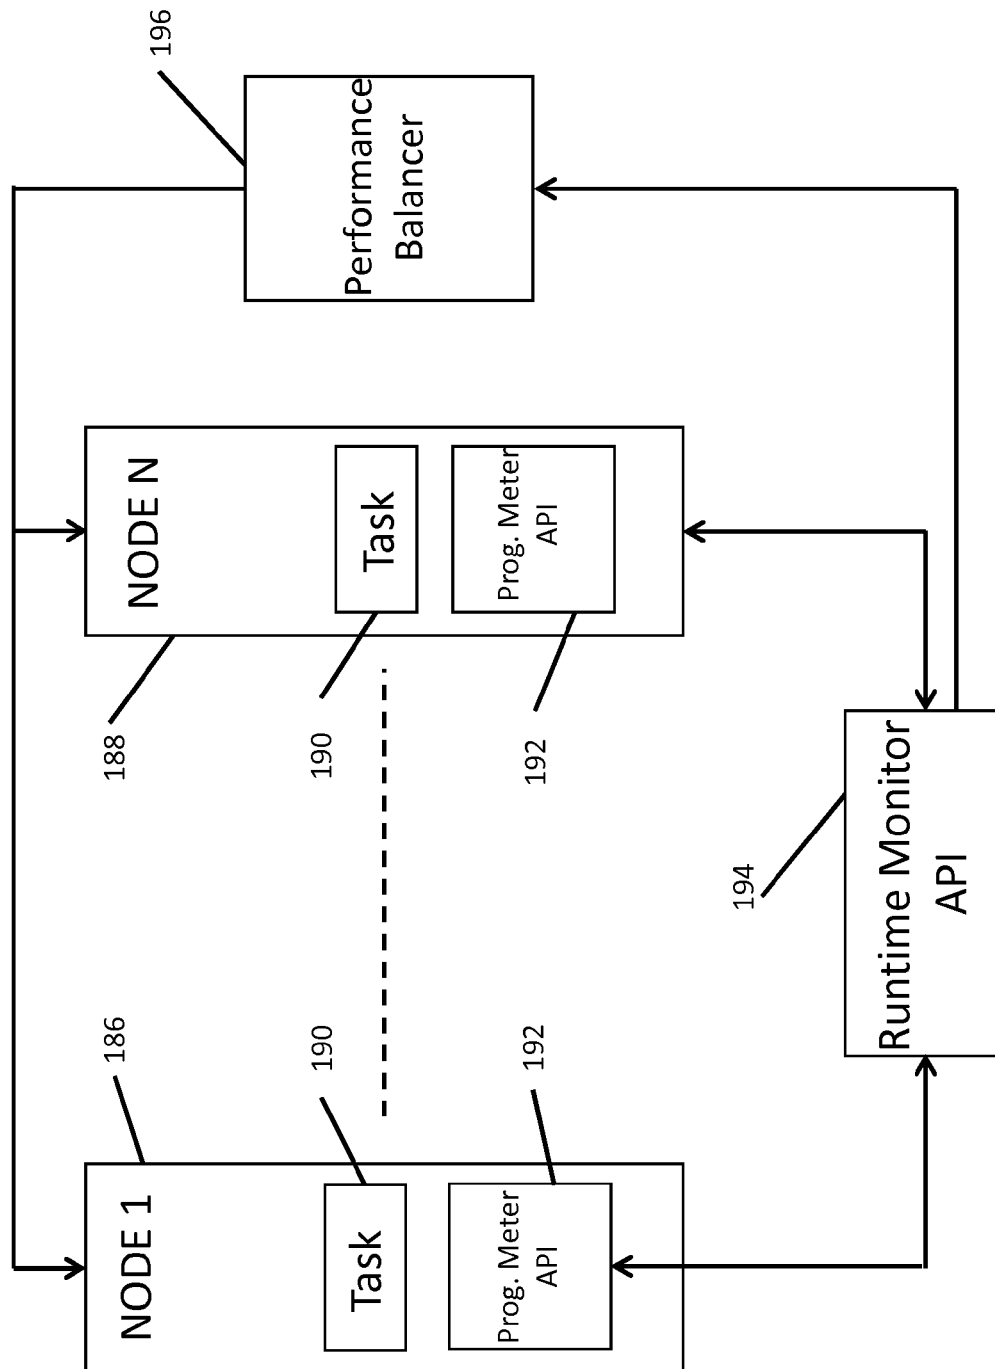 186
NODE 1
190
Task
192
Prog. Meter
API
188
NODE N
190
Task
192
Prog. Meter
API
196
Performance
Balancer
194
Runtime Monitor
API